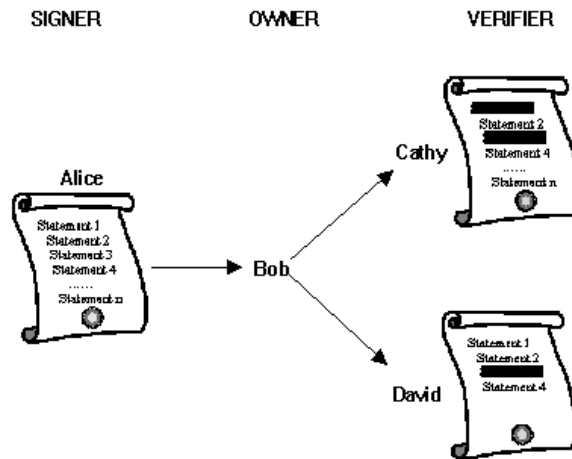 SIGNER OWNER VERIFIER
Alice
Statement 1
Statement 2
Statement 3
Statement 4
......
Statement n
Bob
Cathy
Statement 2
Statement 4
......
Statement n
David
Statement 1
Statement 2
Statement 4